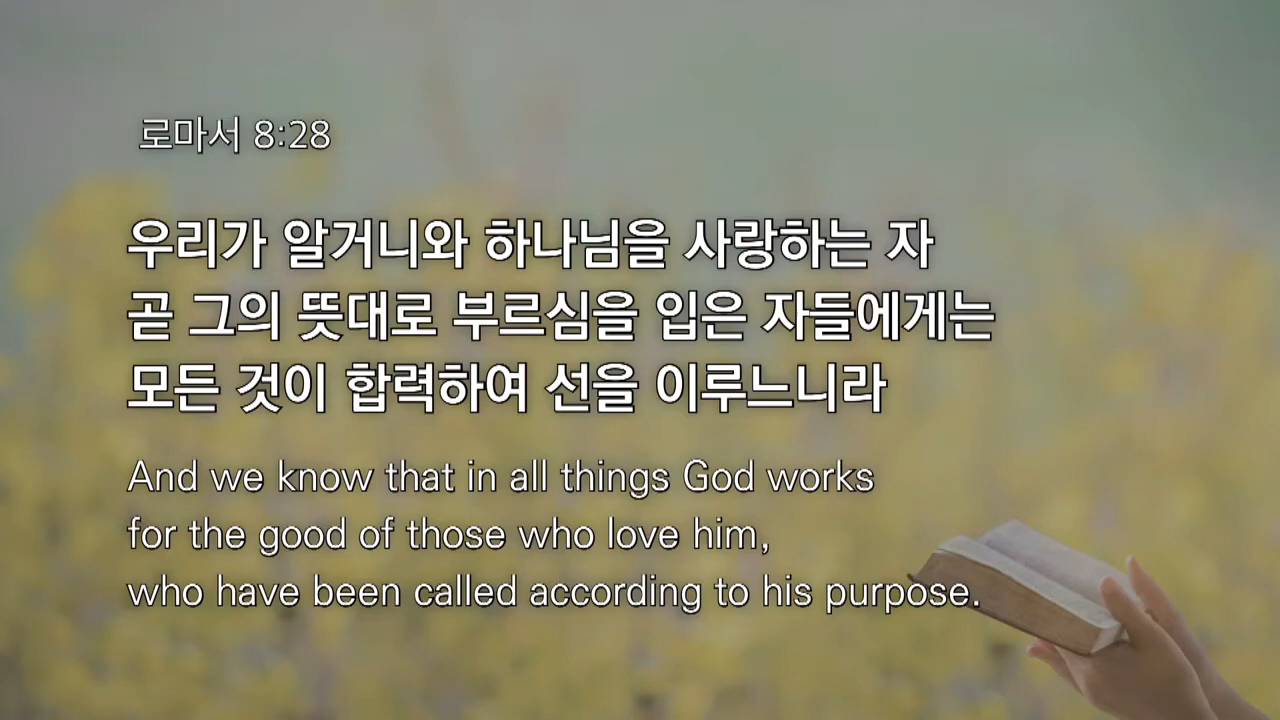 로마서 8:28
우리가 알거니와 하나님을 사랑하는 자
곧 그의 뜻대로 부르심을 입은 자들에게는
모든 것이 합력하여 선을 이루느니라
And we know that in all things God works
for the good of those who love him,
who have been called according to his purpose.